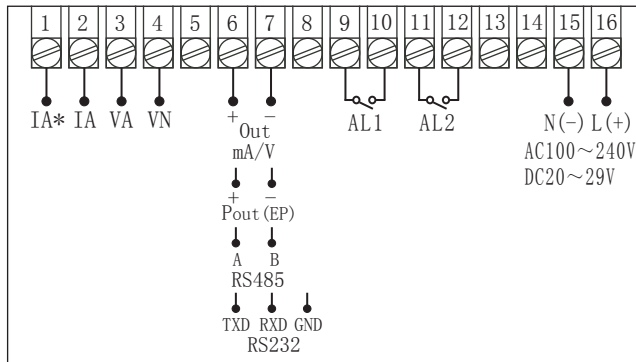 1 2 3 4 5 6 7 8 9 10 11 12 13 14 15 16
IA* IA VA VN + - AL1 AL2 N(-) L(+)
Out
mA/V
AC100～240V
DC20～29V
+ -
Pout(EP)
A B
RS485
TXD RXD GND
RS232